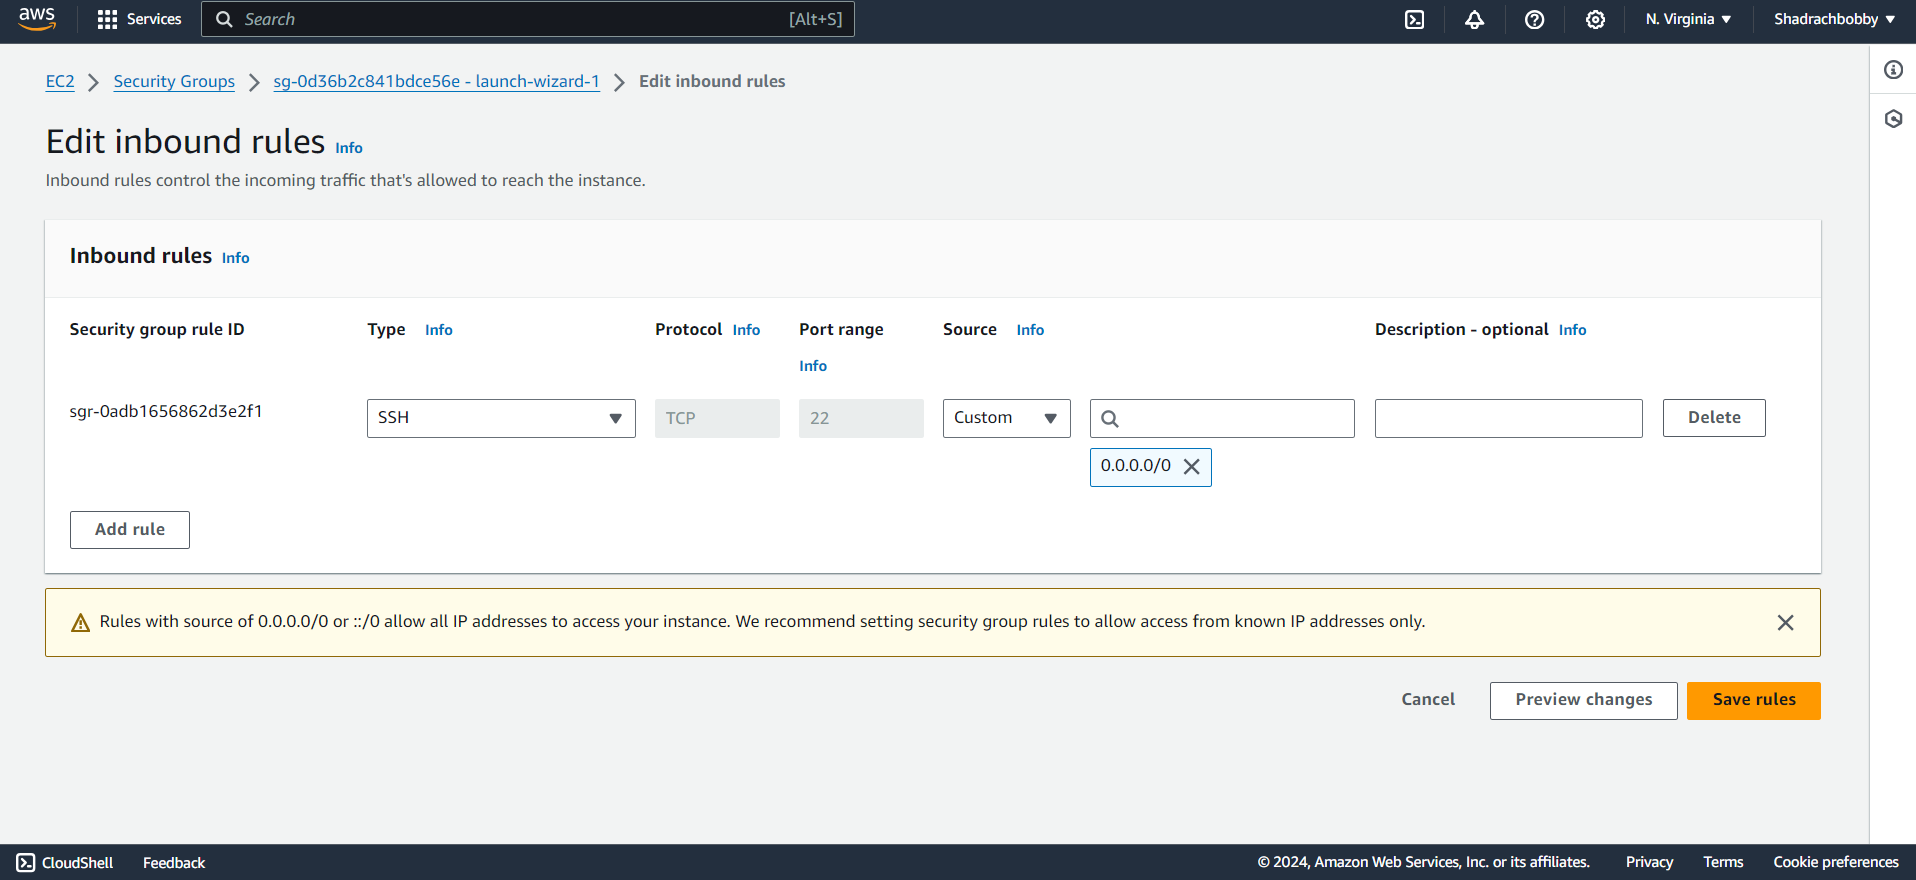 aws Services Search [Alt+S] N. Virginia Shadrachbobby
EC2 Security Groups sg-0d36b2c841bdce56e - launch-wizard-1 Edit inbound rules
Edit inbound rules Info
Inbound rules control the incoming traffic that's allowed to reach the instance.
Inbound rules Info
Security group rule ID Type Info Protocol Info Port range Source Info Description - optional Info
Info
sgr-0adb1656862d3e2f1 SSH TCP 22 Custom Delete
0.0.0.0/0
Add rule
Rules with source of 0.0.0.0/0 or ::/0 allow all IP addresses to access your instance. We recommend setting security group rules to allow access from known IP addresses only.
Cancel Preview changes Save rules
CloudShell Feedback © 2024, Amazon Web Services, Inc. or its affiliates. Privacy Terms Cookie preferences